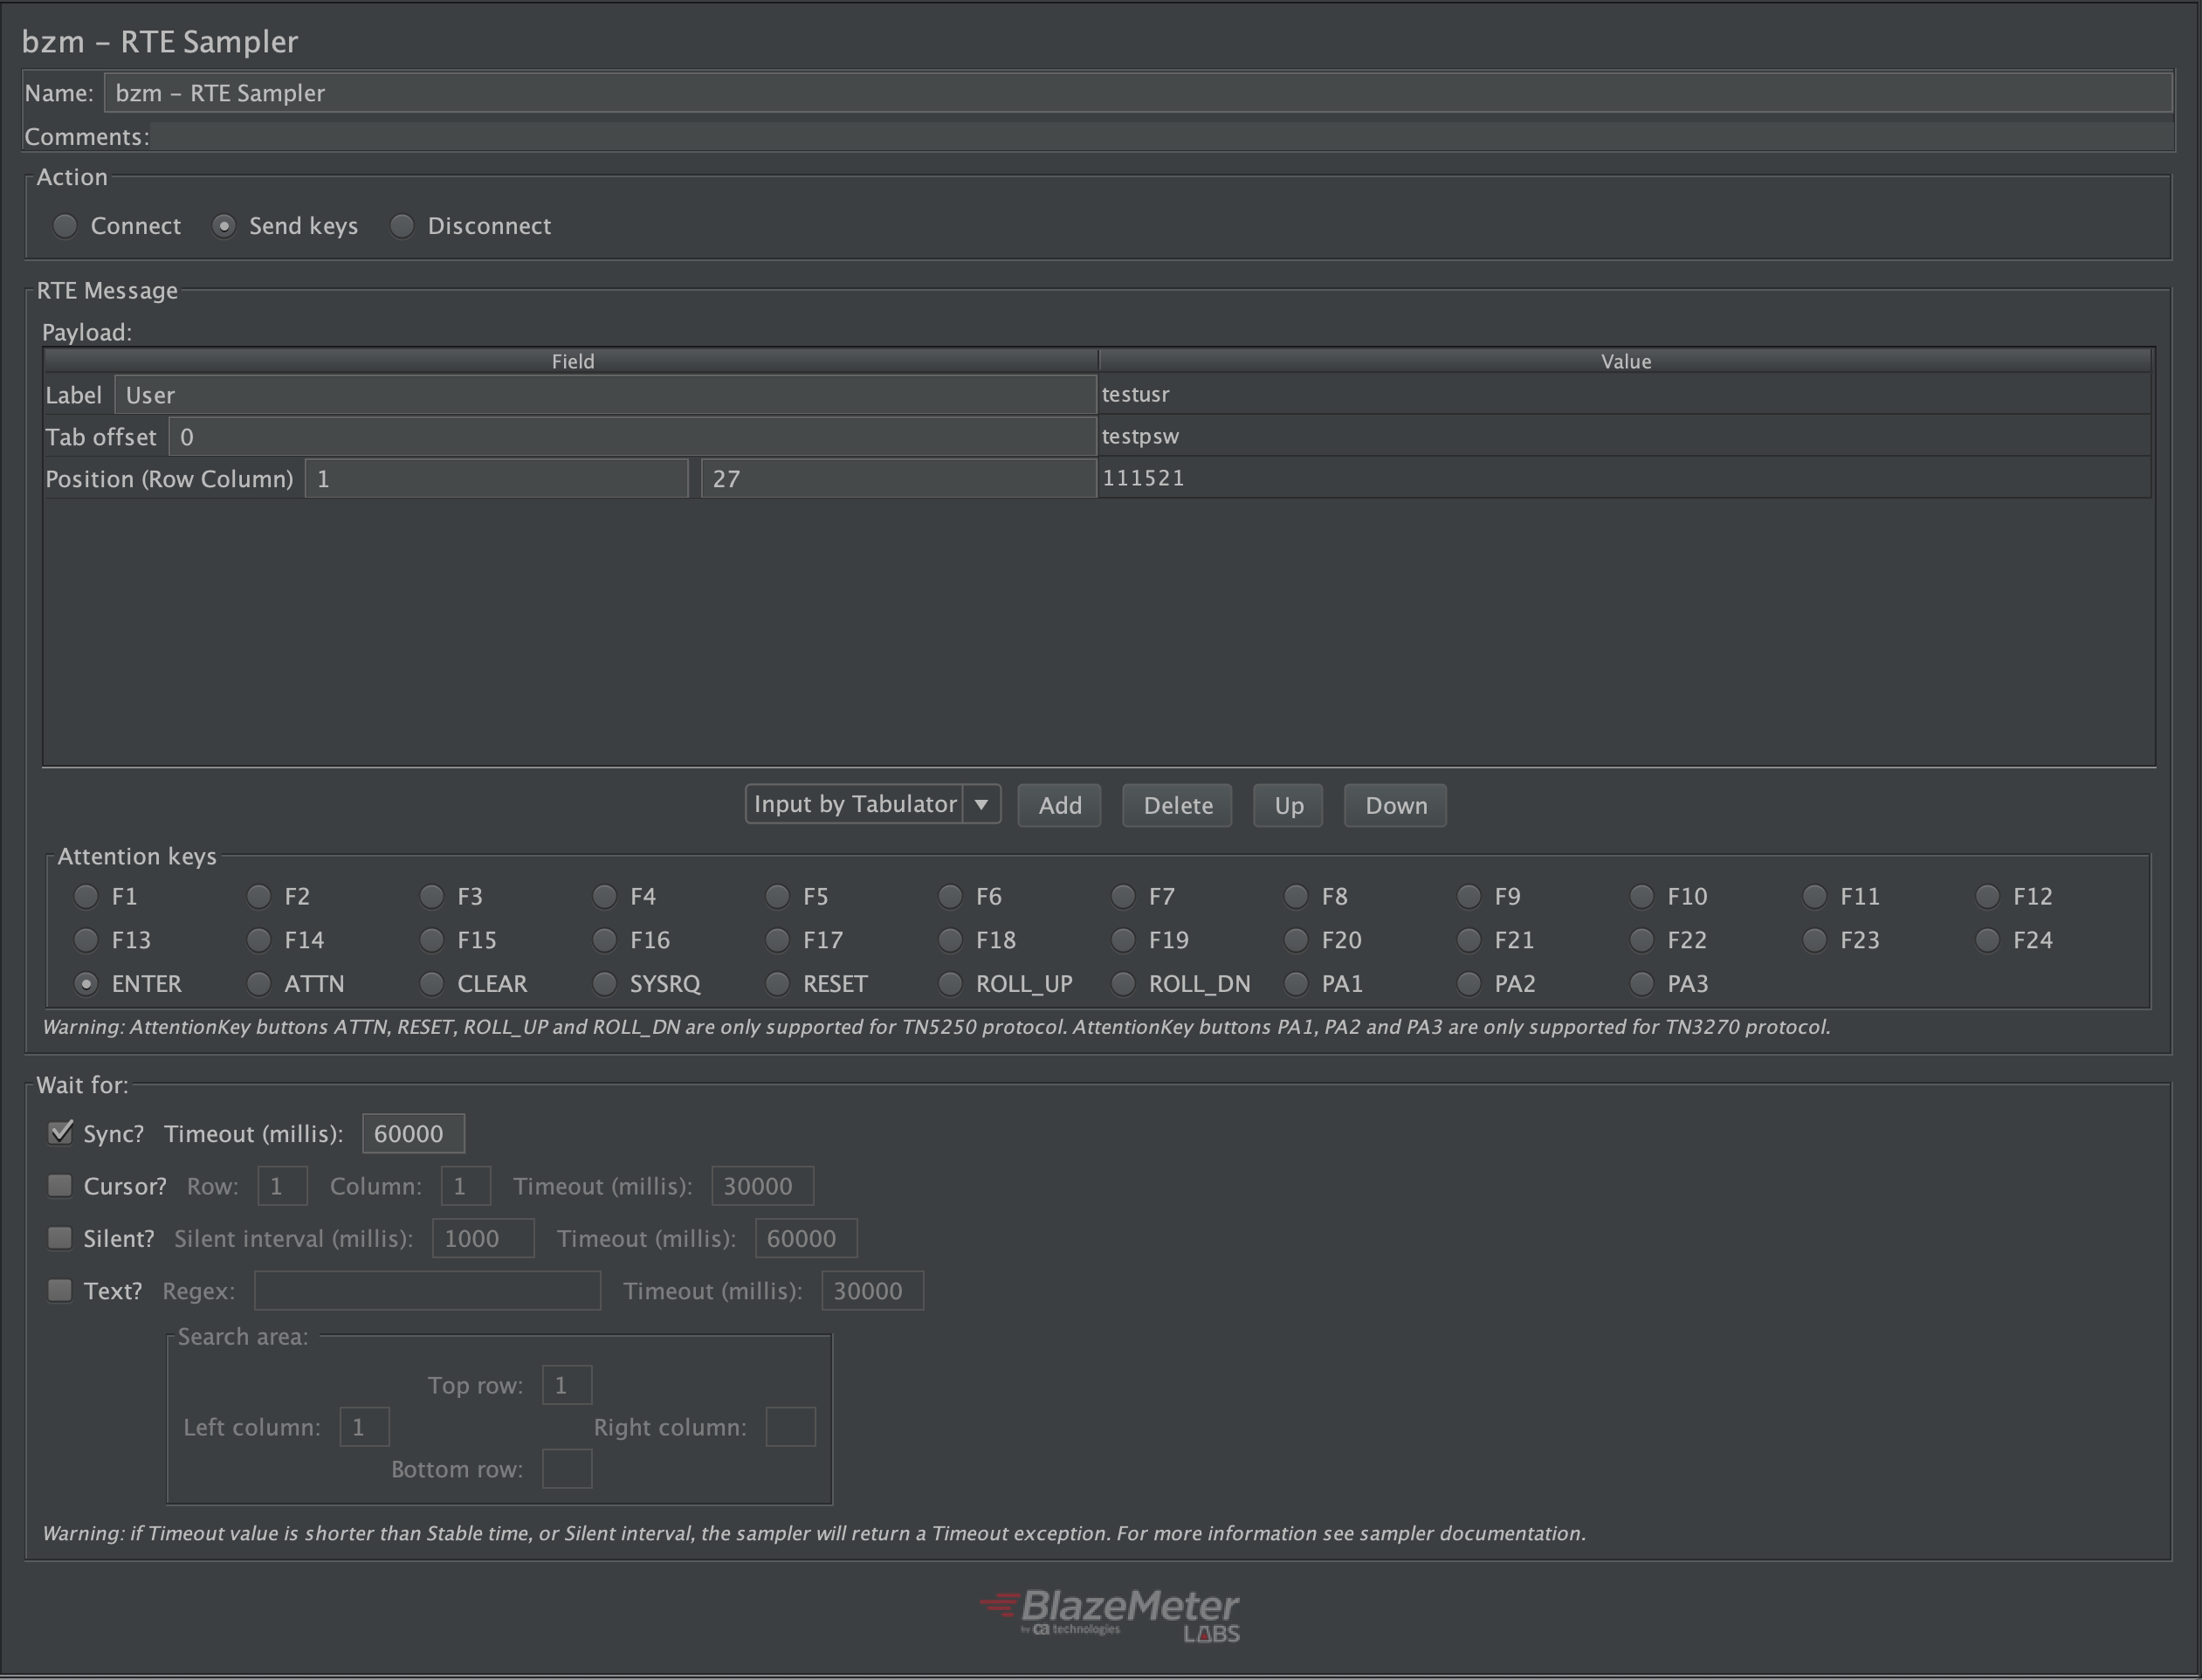 bzm – RTE Sampler
Name: bzm – RTE Sampler
Comments:
Action
Connect Send keys Disconnect
RTE Message
Payload:
Field Value
Label User testusr
Tab offset 0 testpsw
Position (Row Column) 1 27 111521
Input by Tabulator Add Delete Up Down
Attention keys
F1 F2 F3 F4 F5 F6 F7 F8 F9 F10 F11 F12
F13 F14 F15 F16 F17 F18 F19 F20 F21 F22 F23 F24
ENTER ATTN CLEAR SYSRQ RESET ROLL_UP ROLL_DN PA1 PA2 PA3
Warning: AttentionKey buttons ATTN, RESET, ROLL_UP and ROLL_DN are only supported for TN5250 protocol. AttentionKey buttons PA1, PA2 and PA3 are only supported for TN3270 protocol.
Wait for:
Sync? Timeout (millis): 60000
Cursor? Row: 1 Column: 1 Timeout (millis): 30000
Silent? Silent interval (millis): 1000 Timeout (millis): 60000
Text? Regex: Timeout (millis): 30000
Search area:
Top row: 1
Left column: 1 Right column:
Bottom row:
Warning: if Timeout value is shorter than Stable time, or Silent interval, the sampler will return a Timeout exception. For more information see sampler documentation.
BlazeMeter
by ca technologies
LABS